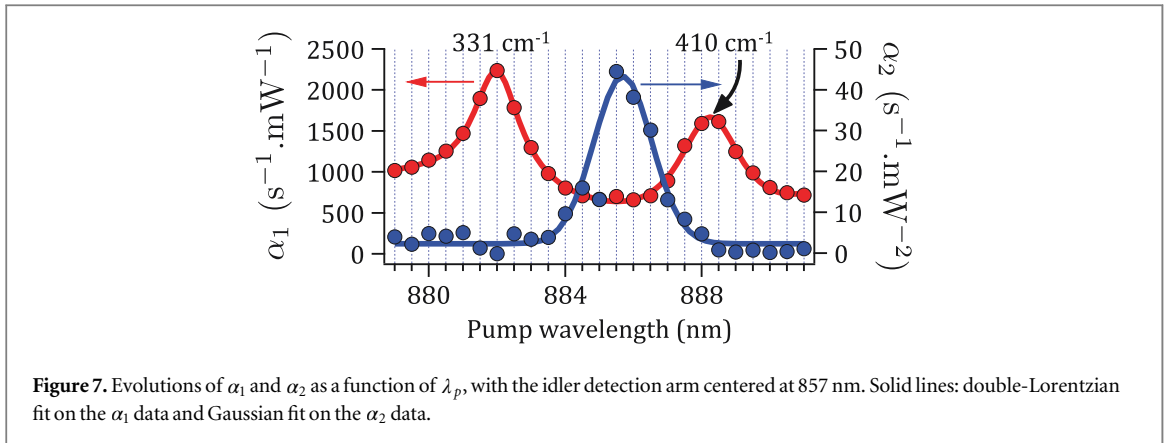 331 cm-1 410 cm-1
α1 (s−1.mW−1)
2500
2000
1500
1000
500
0
50
40
30
20
10
0
α2 (s−1.mW−2)
880 884 888
Pump wavelength (nm)
Figure 7. Evolutions of α1 and α2 as a function of λp, with the idler detection arm centered at 857 nm. Solid lines: double-Lorentzian
fit on the α1 data and Gaussian fit on the α2 data.